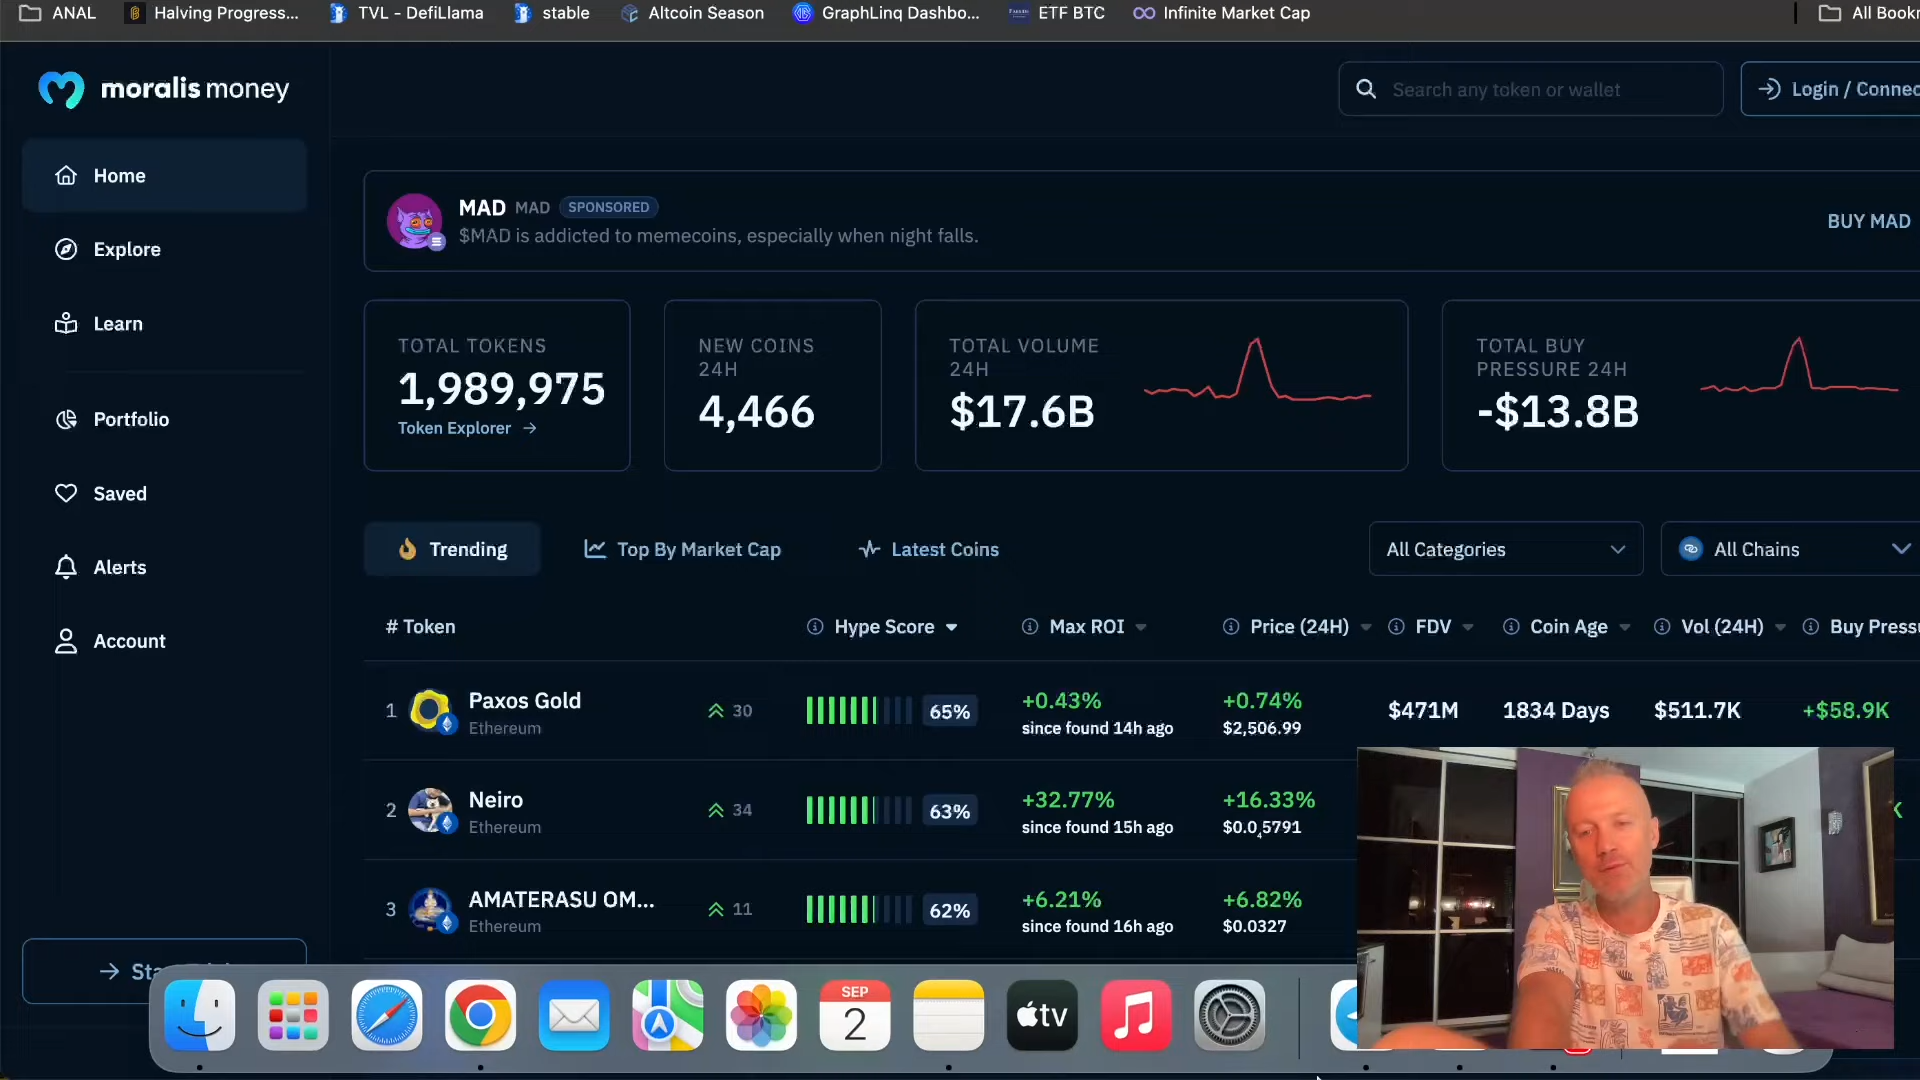 ANAL Halving Progress... TVL - DefiLlama stable Altcoin Season GraphLinq Dashbo... ETF BTC Infinite Market Cap All Bookr
moralis money
Search any token or wallet
Login / Connec
Home
Explore
Learn
Portfolio
Saved
Alerts
Account
MAD MAD SPONSORED
$MAD is addicted to memecoins, especially when night falls.
BUY MAD
TOTAL TOKENS
1,989,975
Token Explorer →
NEW COINS
24H
4,466
TOTAL VOLUME
24H
$17.6B
TOTAL BUY
PRESSURE 24H
-$13.8B
Trending Top By Market Cap Latest Coins All Categories All Chains
# Token Hype Score Max ROI Price (24H) FDV Coin Age Vol (24H) Buy Pressu
1 Paxos Gold 30 65% +0.43% +0.74% $471M 1834 Days $511.7K +$58.9K
Ethereum since found 14h ago $2,506.99
2 Neiro 34 63% +32.77% +16.33%
Ethereum since found 15h ago $0.0₅5791
3 AMATERASU OM... 11 62% +6.21% +6.82%
Ethereum since found 16h ago $0.0327
SEP
2
tv